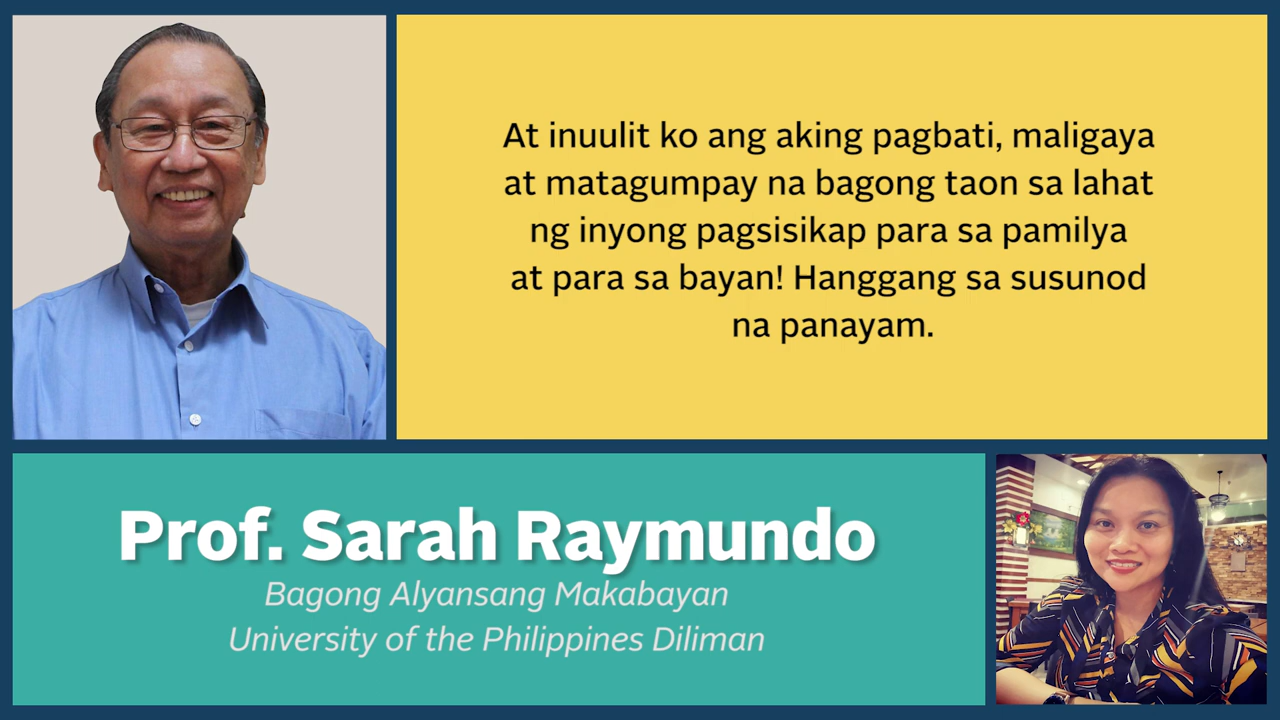 At inuulit ko ang aking pagbati, maligaya
at matagumpay na bagong taon sa lahat
ng inyong pagsisikap para sa pamilya
at para sa bayan! Hanggang sa susunod
na panayam.
Prof. Sarah Raymundo
Bagong Alyansang Makabayan
University of the Philippines Diliman